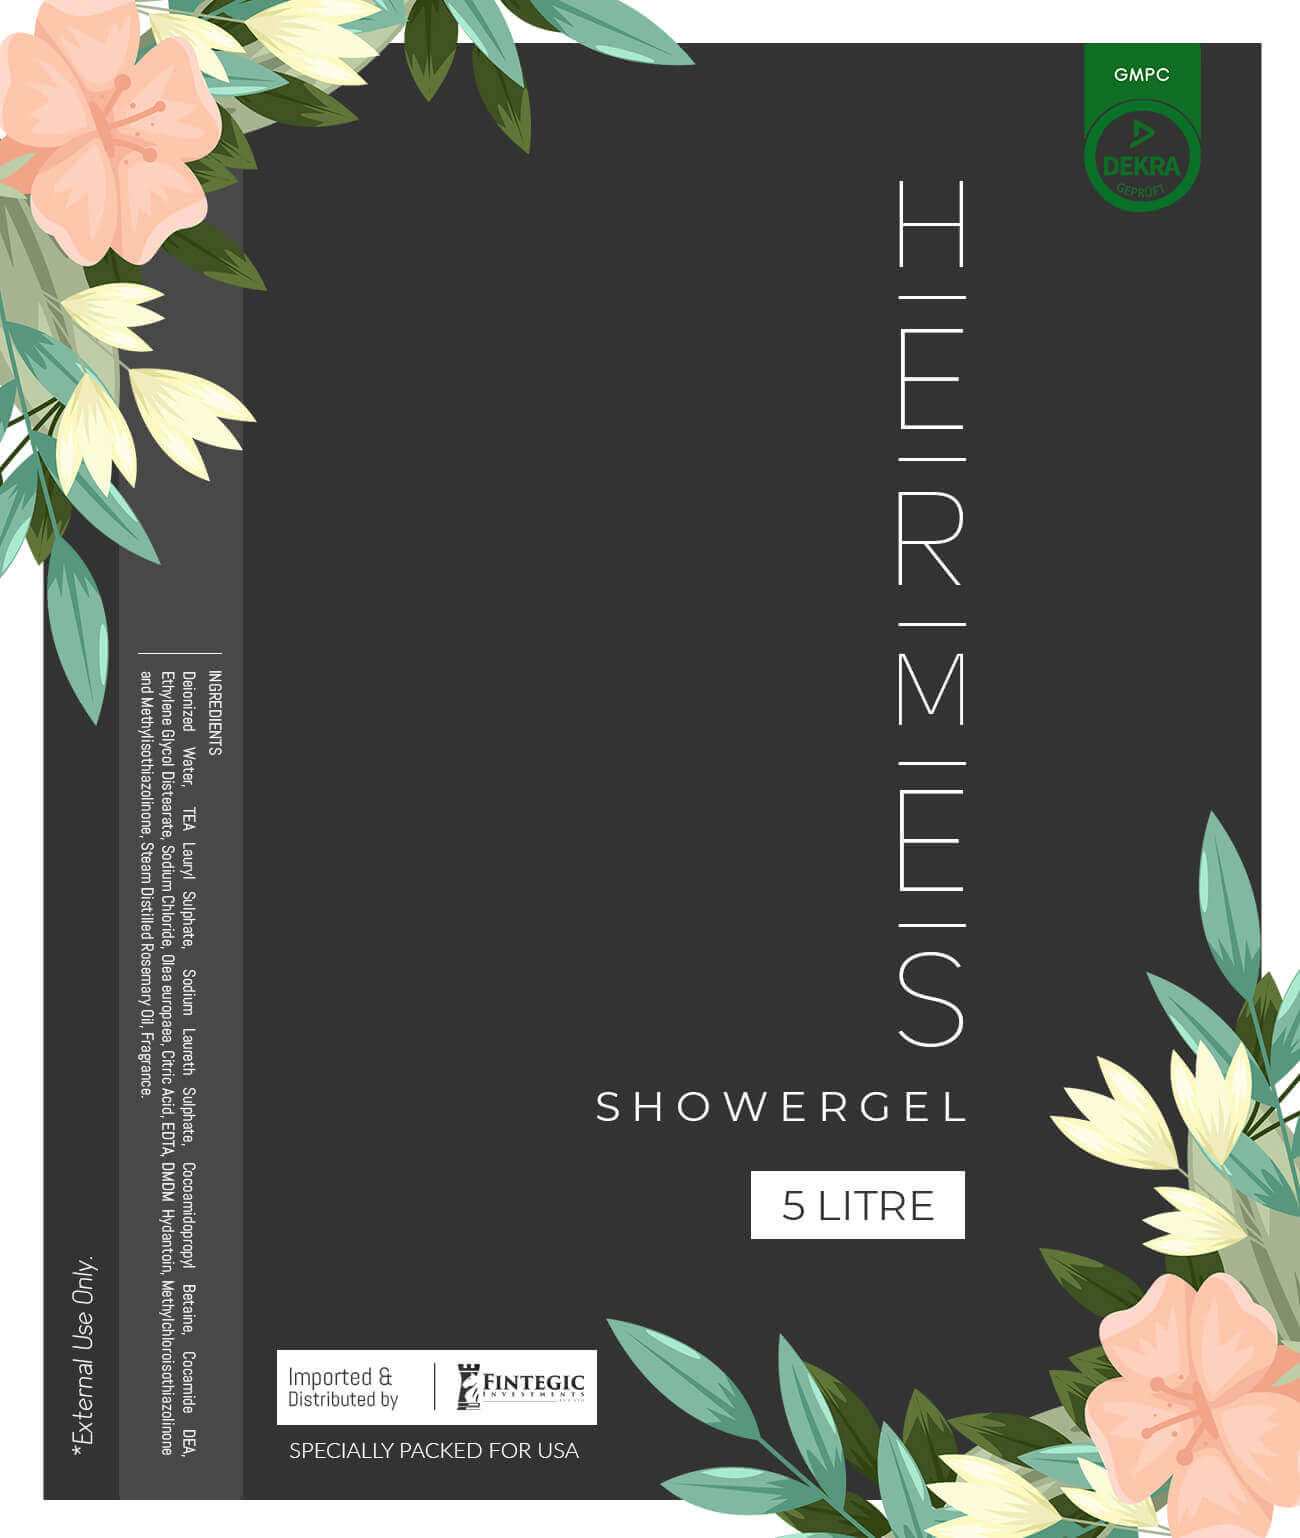 GMPC
DEKRA
GEPRÜFT
HERMES
SHOWERGEL
5 LITRE
INGREDIENTS
Deionized Water, TEA Lauryl Sulphate, Sodium Laureth Sulphate, Cocoamidopropyl Betaine, Cocamide DEA,
Ethylene Glycol Distearate, Sodium Chloride, Olea europaea, Citric Acid, EDTA, DMDM Hydantoin, Methylchloroisothiazolinone
and Methylisothiazolinone, Steam Distilled Rosemary Oil, Fragrance.
*External Use Only.
Imported &
Distributed by
FINTEGIC
INVESTMENTS
SPECIALLY PACKED FOR USA